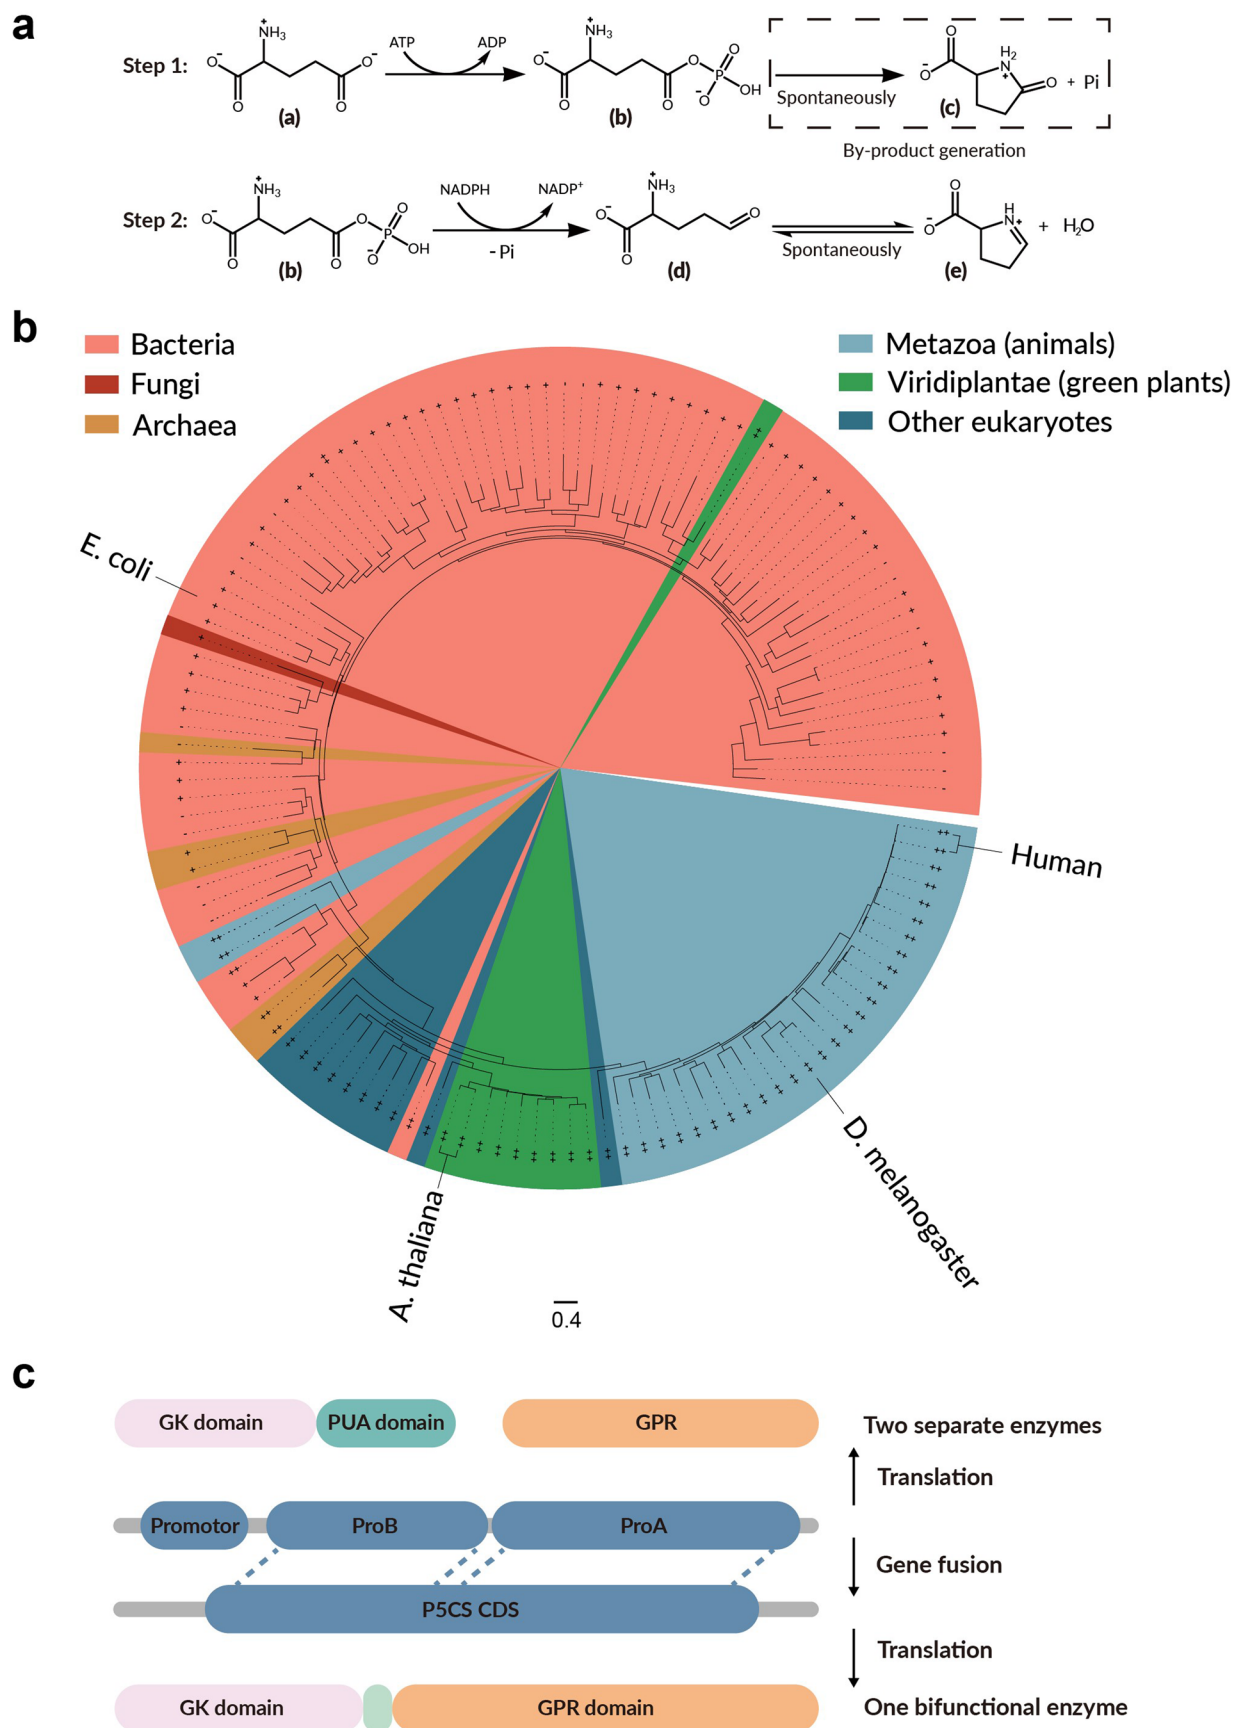 a
Step 1:
O⁻
O
⁺NH₃
O
O⁻
(a)
ATP
ADP
O⁻
O
⁺NH₃
O
O
P
O
OH
O⁻
(b)
Spontaneously
O
O⁻
H₂
N⁺
O
+ Pi
(c)
By-product generation
Step 2:
O⁻
O
⁺NH₃
O
O
P
O
OH
O⁻
(b)
NADPH
NADP⁺
- Pi
O⁻
O
⁺NH₃
O
(d)
Spontaneously
O
O⁻
H
N⁺
+ H₂O
(e)
b
Bacteria
Fungi
Archaea
Metazoa (animals)
Viridiplantae (green plants)
Other eukaryotes
E. coli
Human
D. melanogaster
A. thaliana
0.4
c
GK domain
PUA domain
GPR
Two separate enzymes
Translation
Promotor
ProB
ProA
Gene fusion
P5CS CDS
Translation
GK domain
GPR domain
One bifunctional enzyme